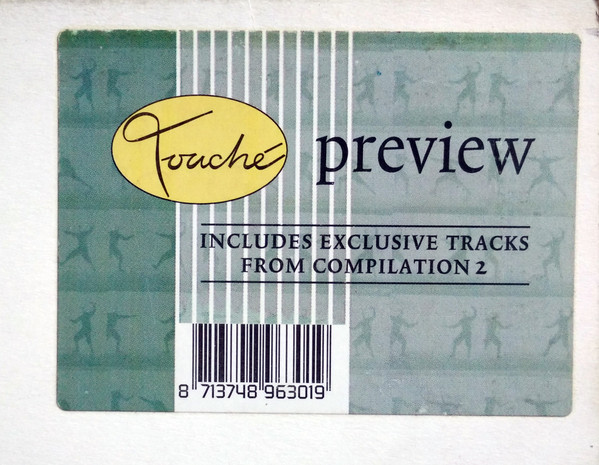 Touché
preview
INCLUDES EXCLUSIVE TRACKS
FROM COMPILATION 2
8 713748 963019